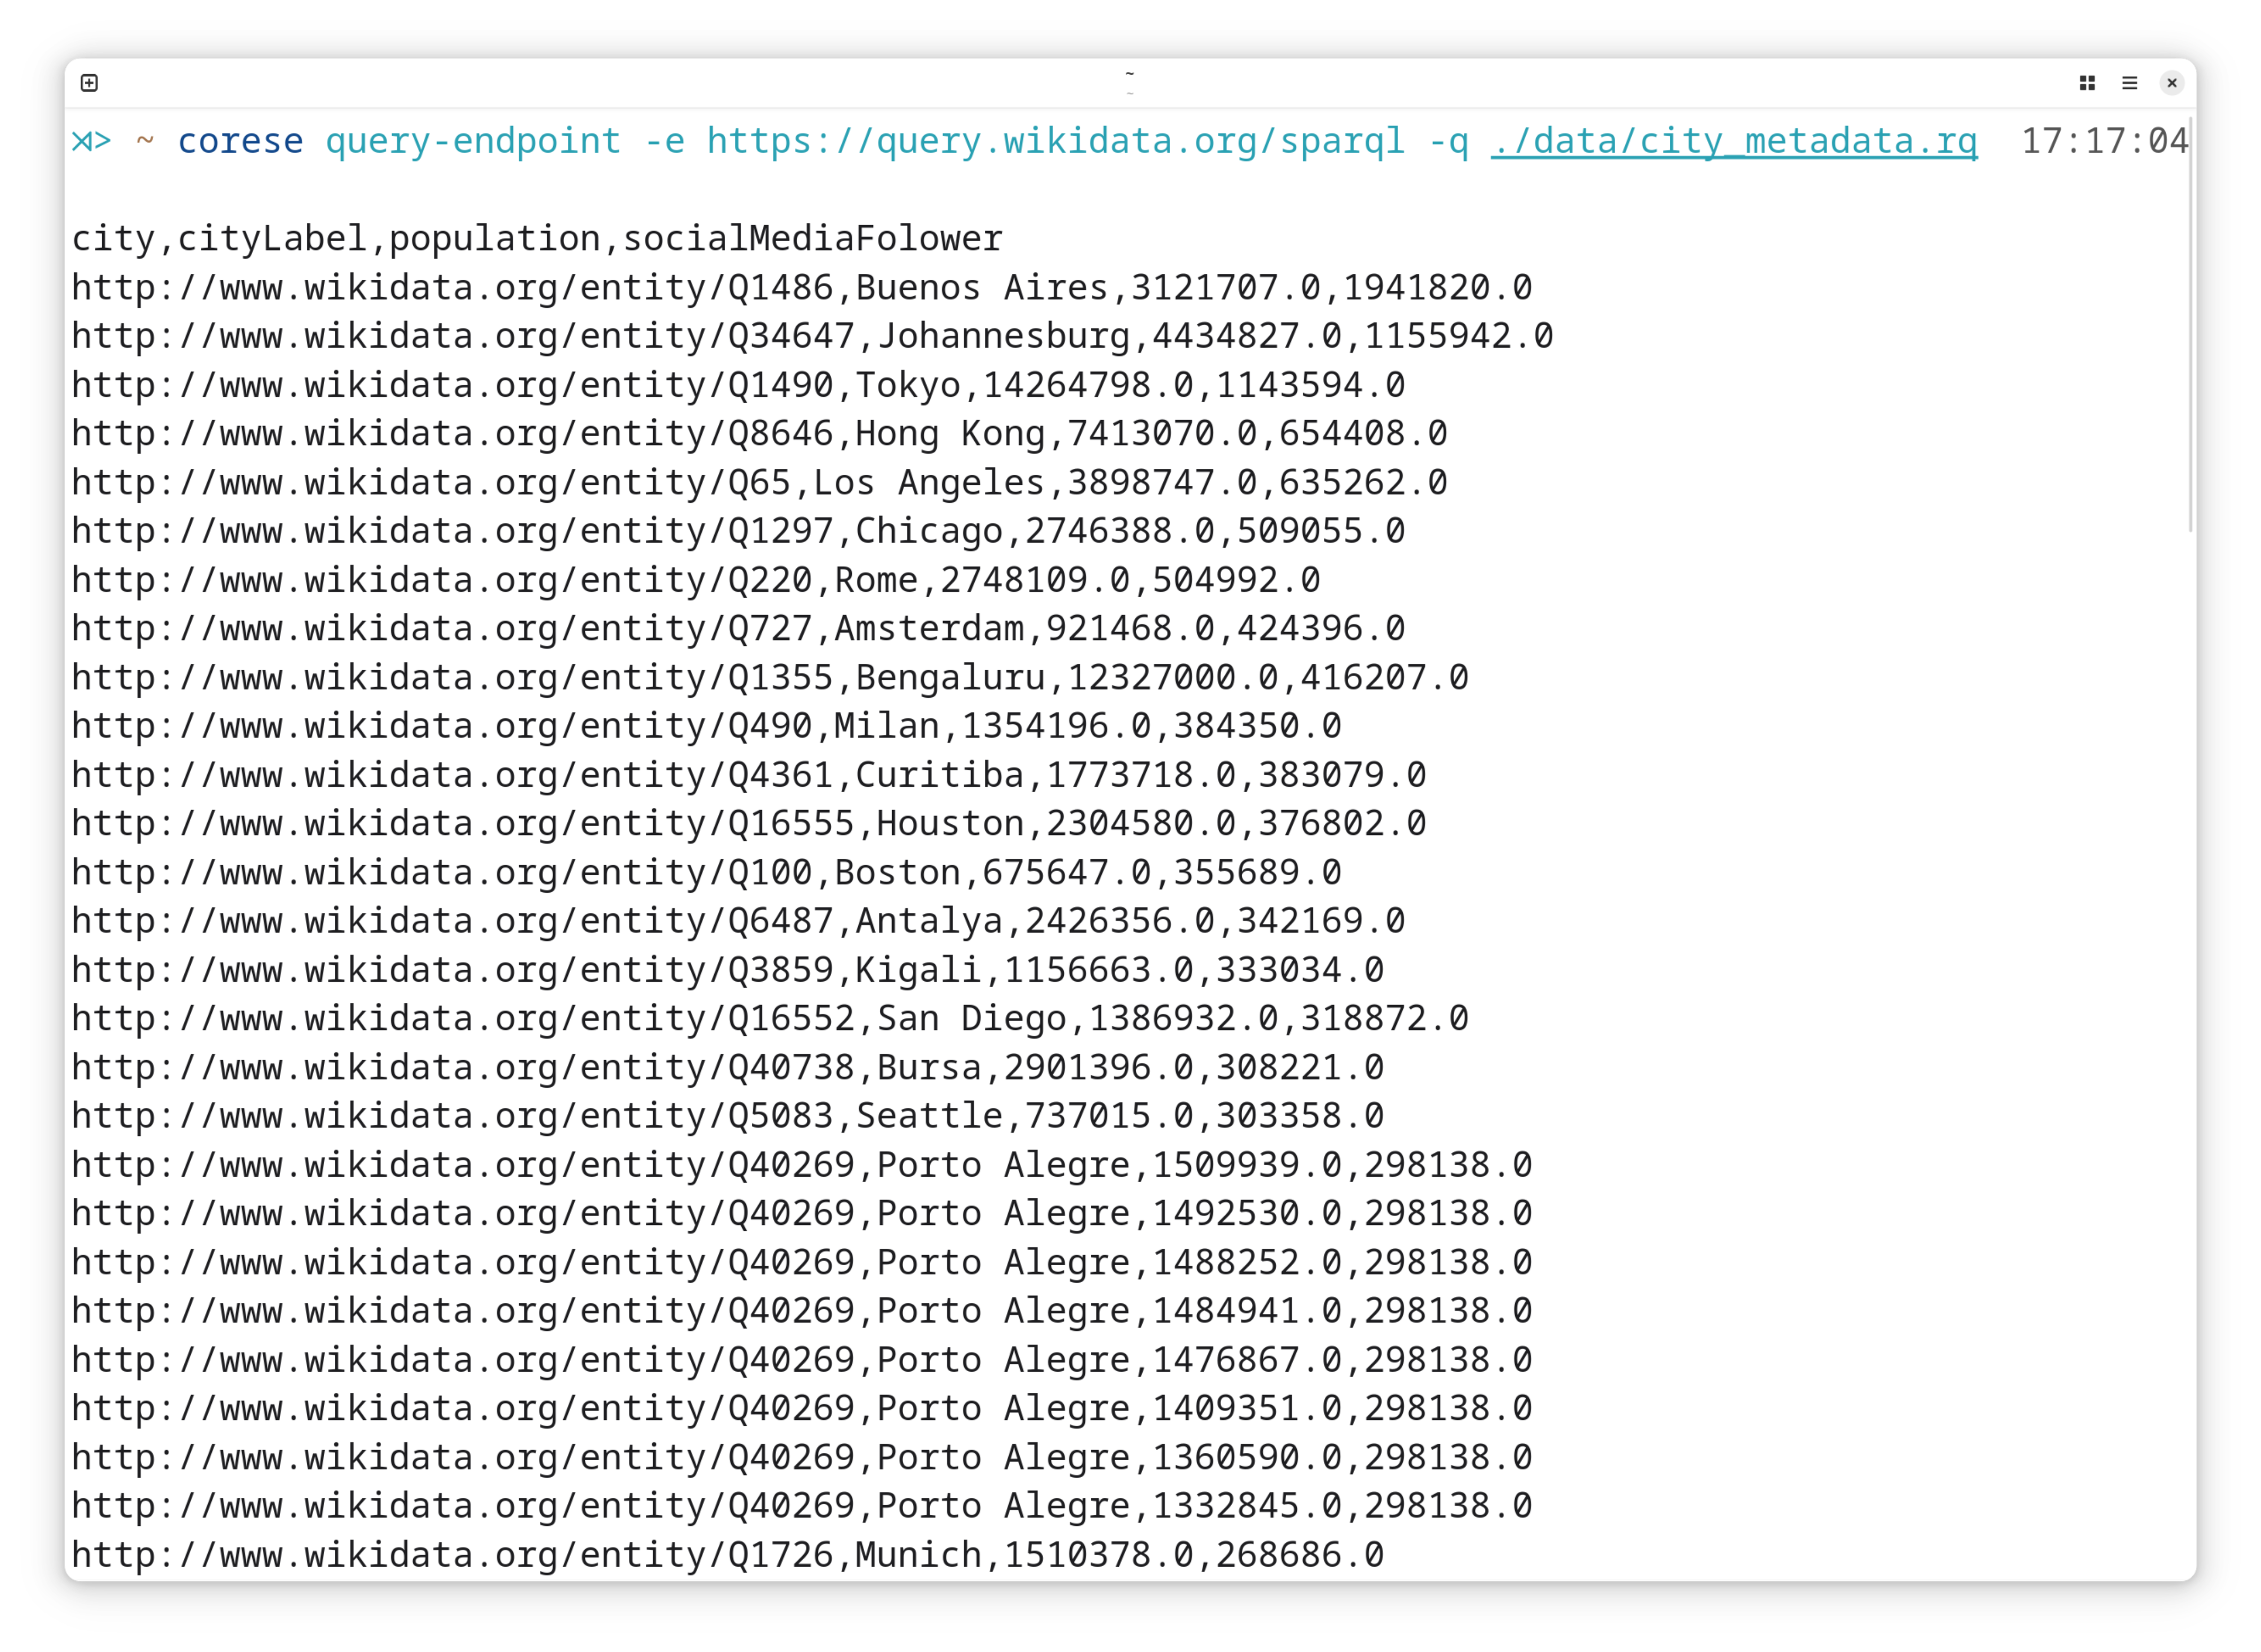 ~
~
⋊> ~ corese query-endpoint -e https://query.wikidata.org/sparql -q ./data/city_metadata.rq 17:17:04
city,cityLabel,population,socialMediaFolower
http://www.wikidata.org/entity/Q1486,Buenos Aires,3121707.0,1941820.0
http://www.wikidata.org/entity/Q34647,Johannesburg,4434827.0,1155942.0
http://www.wikidata.org/entity/Q1490,Tokyo,14264798.0,1143594.0
http://www.wikidata.org/entity/Q8646,Hong Kong,7413070.0,654408.0
http://www.wikidata.org/entity/Q65,Los Angeles,3898747.0,635262.0
http://www.wikidata.org/entity/Q1297,Chicago,2746388.0,509055.0
http://www.wikidata.org/entity/Q220,Rome,2748109.0,504992.0
http://www.wikidata.org/entity/Q727,Amsterdam,921468.0,424396.0
http://www.wikidata.org/entity/Q1355,Bengaluru,12327000.0,416207.0
http://www.wikidata.org/entity/Q490,Milan,1354196.0,384350.0
http://www.wikidata.org/entity/Q4361,Curitiba,1773718.0,383079.0
http://www.wikidata.org/entity/Q16555,Houston,2304580.0,376802.0
http://www.wikidata.org/entity/Q100,Boston,675647.0,355689.0
http://www.wikidata.org/entity/Q6487,Antalya,2426356.0,342169.0
http://www.wikidata.org/entity/Q3859,Kigali,1156663.0,333034.0
http://www.wikidata.org/entity/Q16552,San Diego,1386932.0,318872.0
http://www.wikidata.org/entity/Q40738,Bursa,2901396.0,308221.0
http://www.wikidata.org/entity/Q5083,Seattle,737015.0,303358.0
http://www.wikidata.org/entity/Q40269,Porto Alegre,1509939.0,298138.0
http://www.wikidata.org/entity/Q40269,Porto Alegre,1492530.0,298138.0
http://www.wikidata.org/entity/Q40269,Porto Alegre,1488252.0,298138.0
http://www.wikidata.org/entity/Q40269,Porto Alegre,1484941.0,298138.0
http://www.wikidata.org/entity/Q40269,Porto Alegre,1476867.0,298138.0
http://www.wikidata.org/entity/Q40269,Porto Alegre,1409351.0,298138.0
http://www.wikidata.org/entity/Q40269,Porto Alegre,1360590.0,298138.0
http://www.wikidata.org/entity/Q40269,Porto Alegre,1332845.0,298138.0
http://www.wikidata.org/entity/Q1726,Munich,1510378.0,268686.0